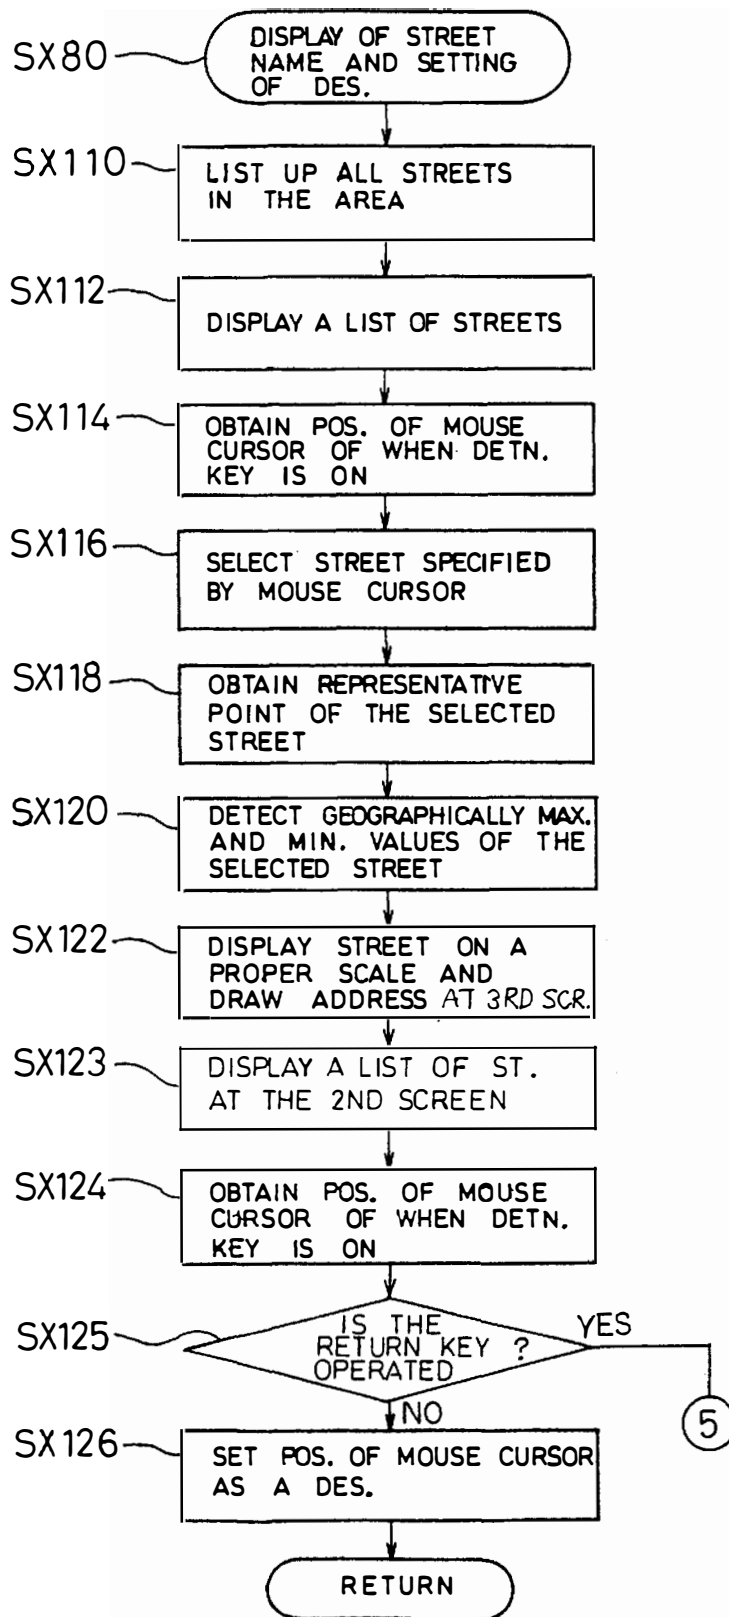 SX80
DISPLAY OF STREET
NAME AND SETTING
OF DES.
SX110
LIST UP ALL STREETS
IN THE AREA
SX112
DISPLAY A LIST OF STREETS
SX114
OBTAIN POS. OF MOUSE
CURSOR OF WHEN DETN.
KEY IS ON
SX116
SELECT STREET SPECIFIED
BY MOUSE CURSOR
SX118
OBTAIN REPRESENTATIVE
POINT OF THE SELECTED
STREET
SX120
DETECT GEOGRAPHICALLY MAX.
AND MIN. VALUES OF THE
SELECTED STREET
SX122
DISPLAY STREET ON A
PROPER SCALE AND
DRAW ADDRESS AT 3RD SCR.
SX123
DISPLAY A LIST OF ST.
AT THE 2ND SCREEN
SX124
OBTAIN POS. OF MOUSE
CURSOR OF WHEN DETN.
KEY IS ON
SX125
IS THE
RETURN KEY ?
OPERATED
YES
5
NO
SX126
SET POS. OF MOUSE CURSOR
AS A DES.
RETURN